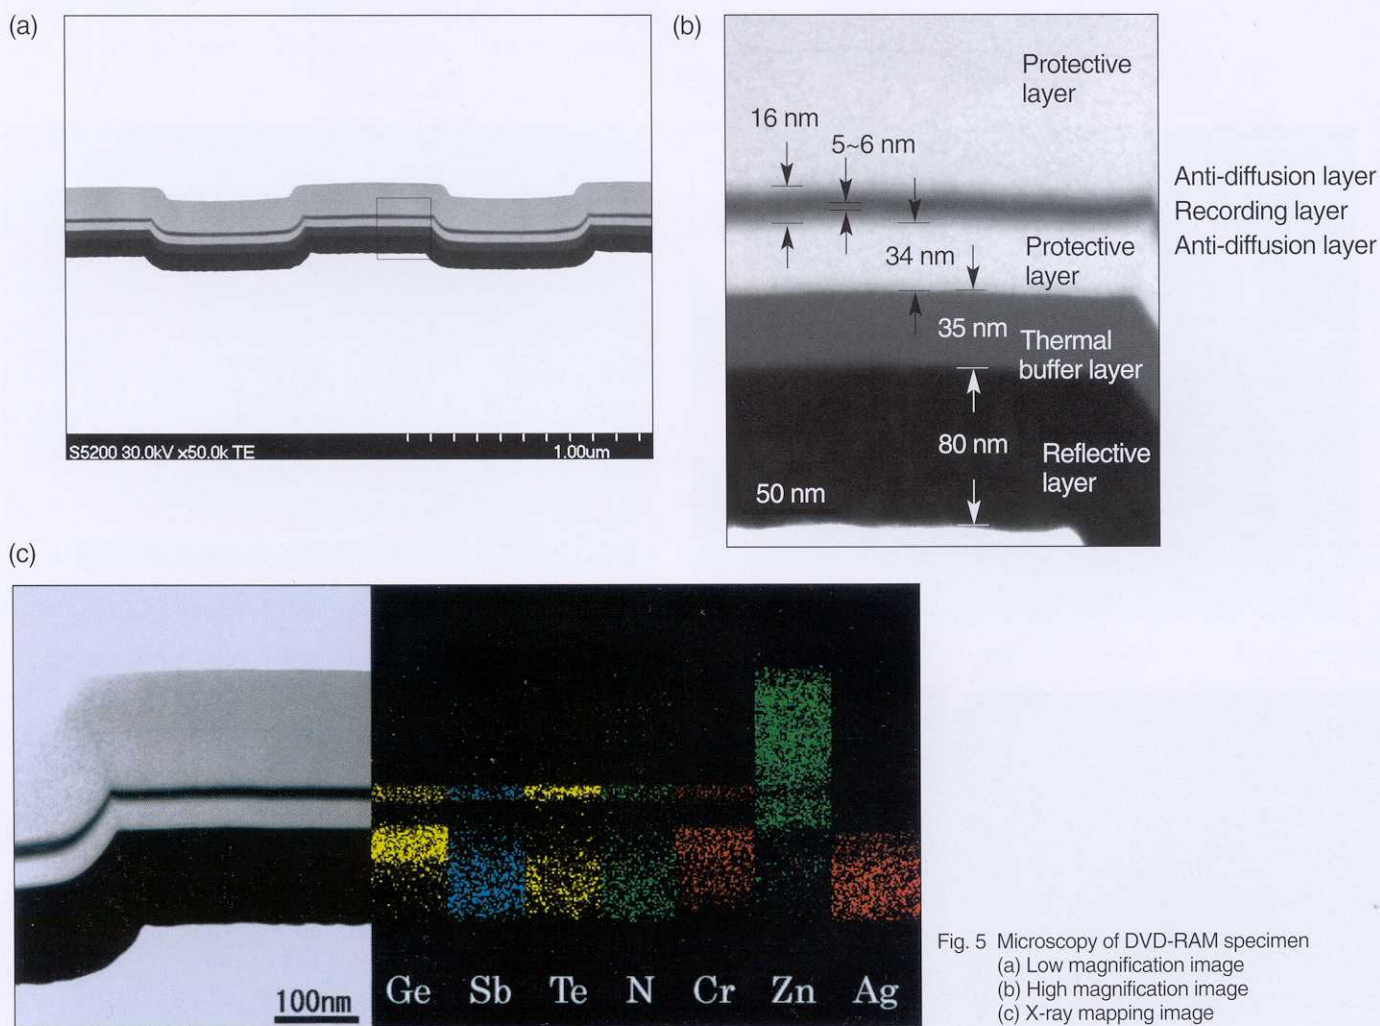 (a)
S5200 30.0kV x50.0k TE
1.00um
(b)
Protective
layer
16 nm
5~6 nm
Anti-diffusion layer
Recording layer
Anti-diffusion layer
34 nm
Protective
layer
35 nm
Thermal
buffer layer
80 nm
Reflective
layer
50 nm
(c)
100nm
Ge Sb Te N Cr Zn Ag
Fig. 5 Microscopy of DVD-RAM specimen
(a) Low magnification image
(b) High magnification image
(c) X-ray mapping image